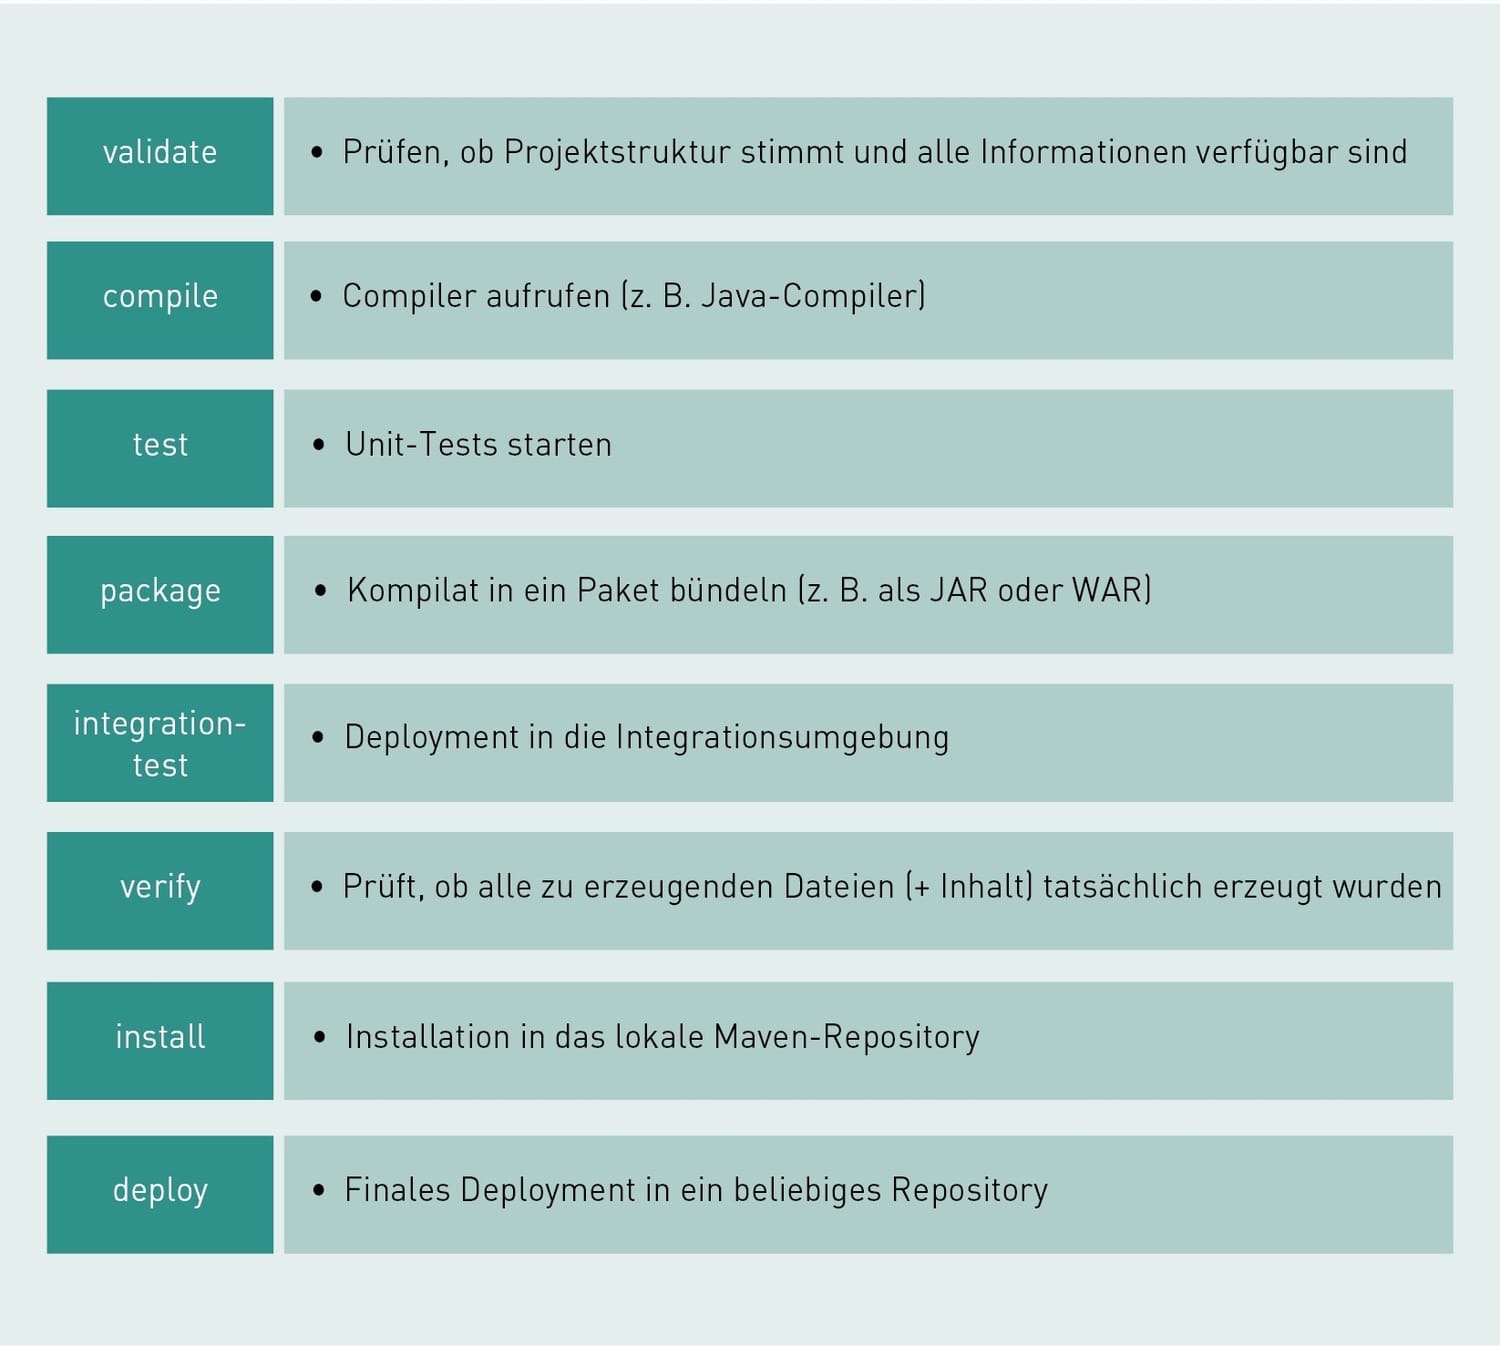 validate
• Prüfen, ob Projektstruktur stimmt und alle Informationen verfügbar sind
compile
• Compiler aufrufen (z. B. Java-Compiler)
test
• Unit-Tests starten
package
• Kompilat in ein Paket bündeln (z. B. als JAR oder WAR)
integration-
test
• Deployment in die Integrationsumgebung
verify
• Prüft, ob alle zu erzeugenden Dateien (+ Inhalt) tatsächlich erzeugt wurden
install
• Installation in das lokale Maven-Repository
deploy
• Finales Deployment in ein beliebiges Repository